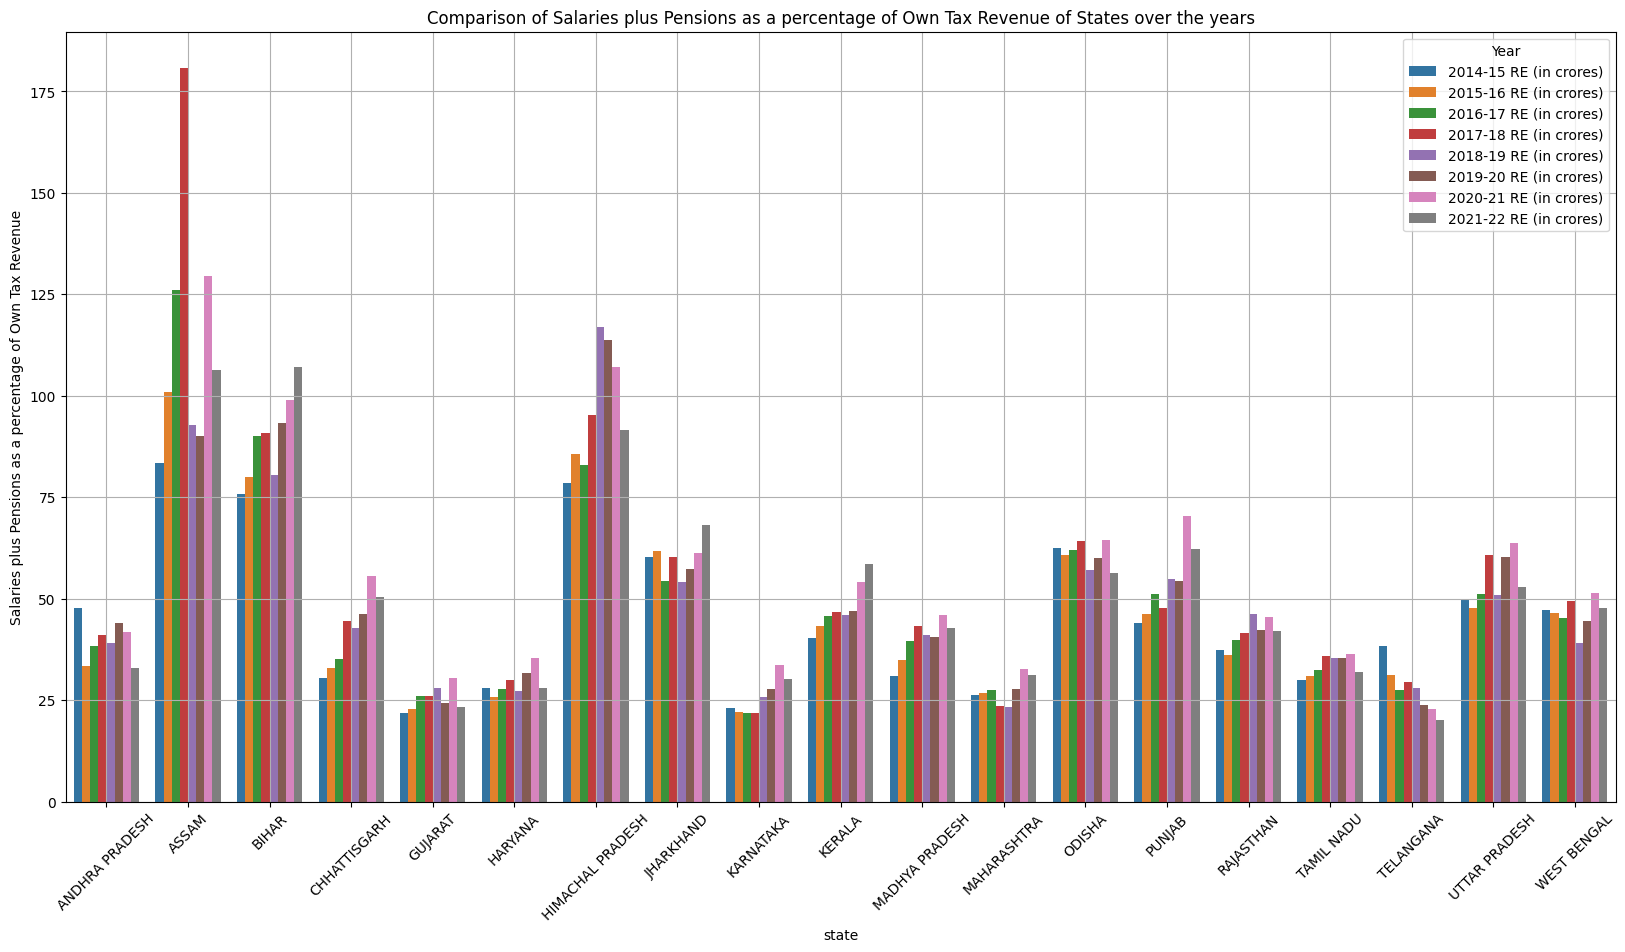 Comparison of Salaries plus Pensions as a percentage of Own Tax Revenue of States over the years
Year
2014-15 RE (in crores)
2015-16 RE (in crores)
2016-17 RE (in crores)
2017-18 RE (in crores)
2018-19 RE (in crores)
2019-20 RE (in crores)
2020-21 RE (in crores)
2021-22 RE (in crores)
Salaries plus Pensions as a percentage of Own Tax Revenue
175
150
125
100
75
50
25
0
ANDHRA PRADESH
ASSAM
BIHAR
CHHATTISGARH
GUJARAT
HARYANA
HIMACHAL PRADESH
JHARKHAND
KARNATAKA
KERALA
MADHYA PRADESH
MAHARASHTRA
ODISHA
PUNJAB
RAJASTHAN
TAMIL NADU
TELANGANA
UTTAR PRADESH
WEST BENGAL
state